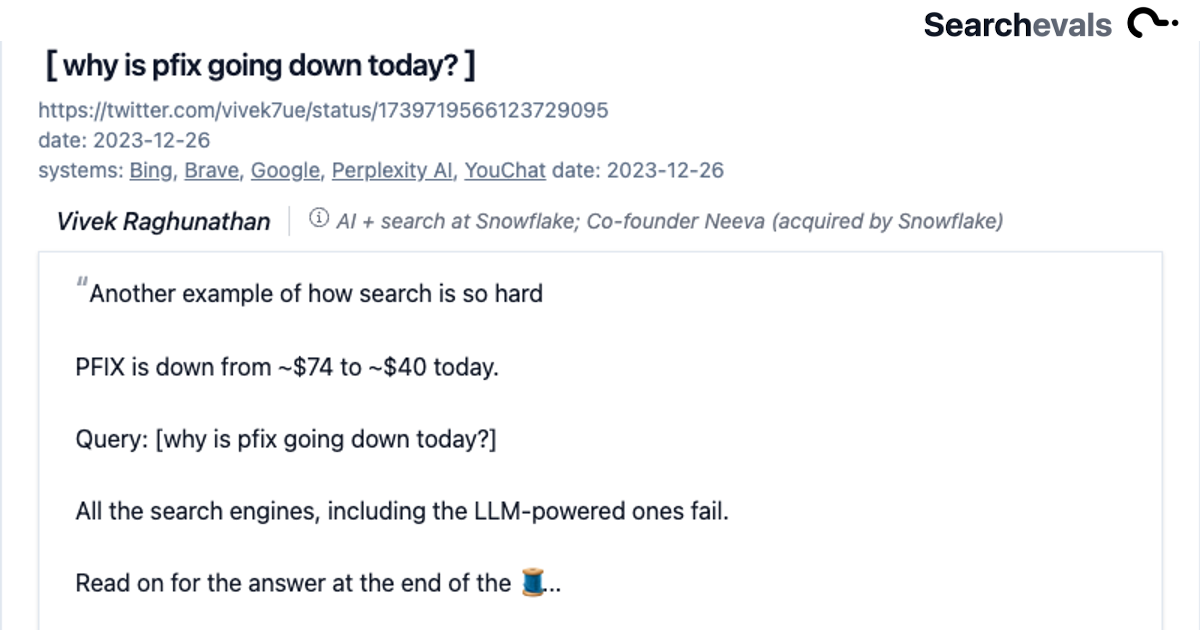 Searchevals
[ why is pfix going down today? ]
https://twitter.com/vivek7ue/status/1739719566123729095
date: 2023-12-26
systems: Bing, Brave, Google, Perplexity AI, YouChat date: 2023-12-26
Vivek Raghunathan
AI + search at Snowflake; Co-founder Neeva (acquired by Snowflake)
"Another example of how search is so hard
PFIX is down from ~$74 to ~$40 today.
Query: [why is pfix going down today?]
All the search engines, including the LLM-powered ones fail.
Read on for the answer at the end of the 🧵...